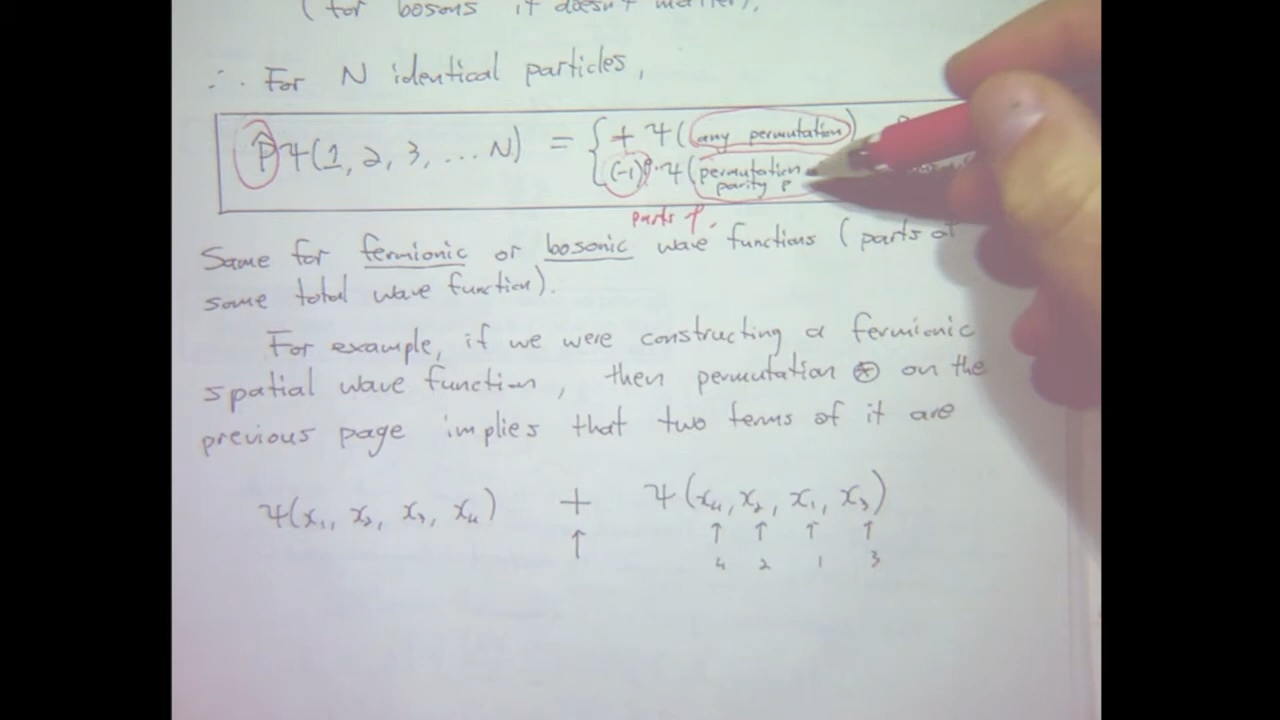 (for bosons it doesn't matter).
∴ For N identical particles,
P̂Ψ(1, 2, 3, ... N) = { + Ψ(any permutation)
(-1)^p · Ψ(permutation parity p
parts of
Same for fermionic or bosonic wave functions (parts of
same total wave function).
For example, if we were constructing a fermionic
spatial wave function, then permutation ⊛ on the
previous page implies that two terms of it are
Ψ(x₁, x₂, x₃, x₄) + Ψ(x₄, x₂, x₁, x₃)
↑ ↑ ↑ ↑ ↑
4 2 1 3